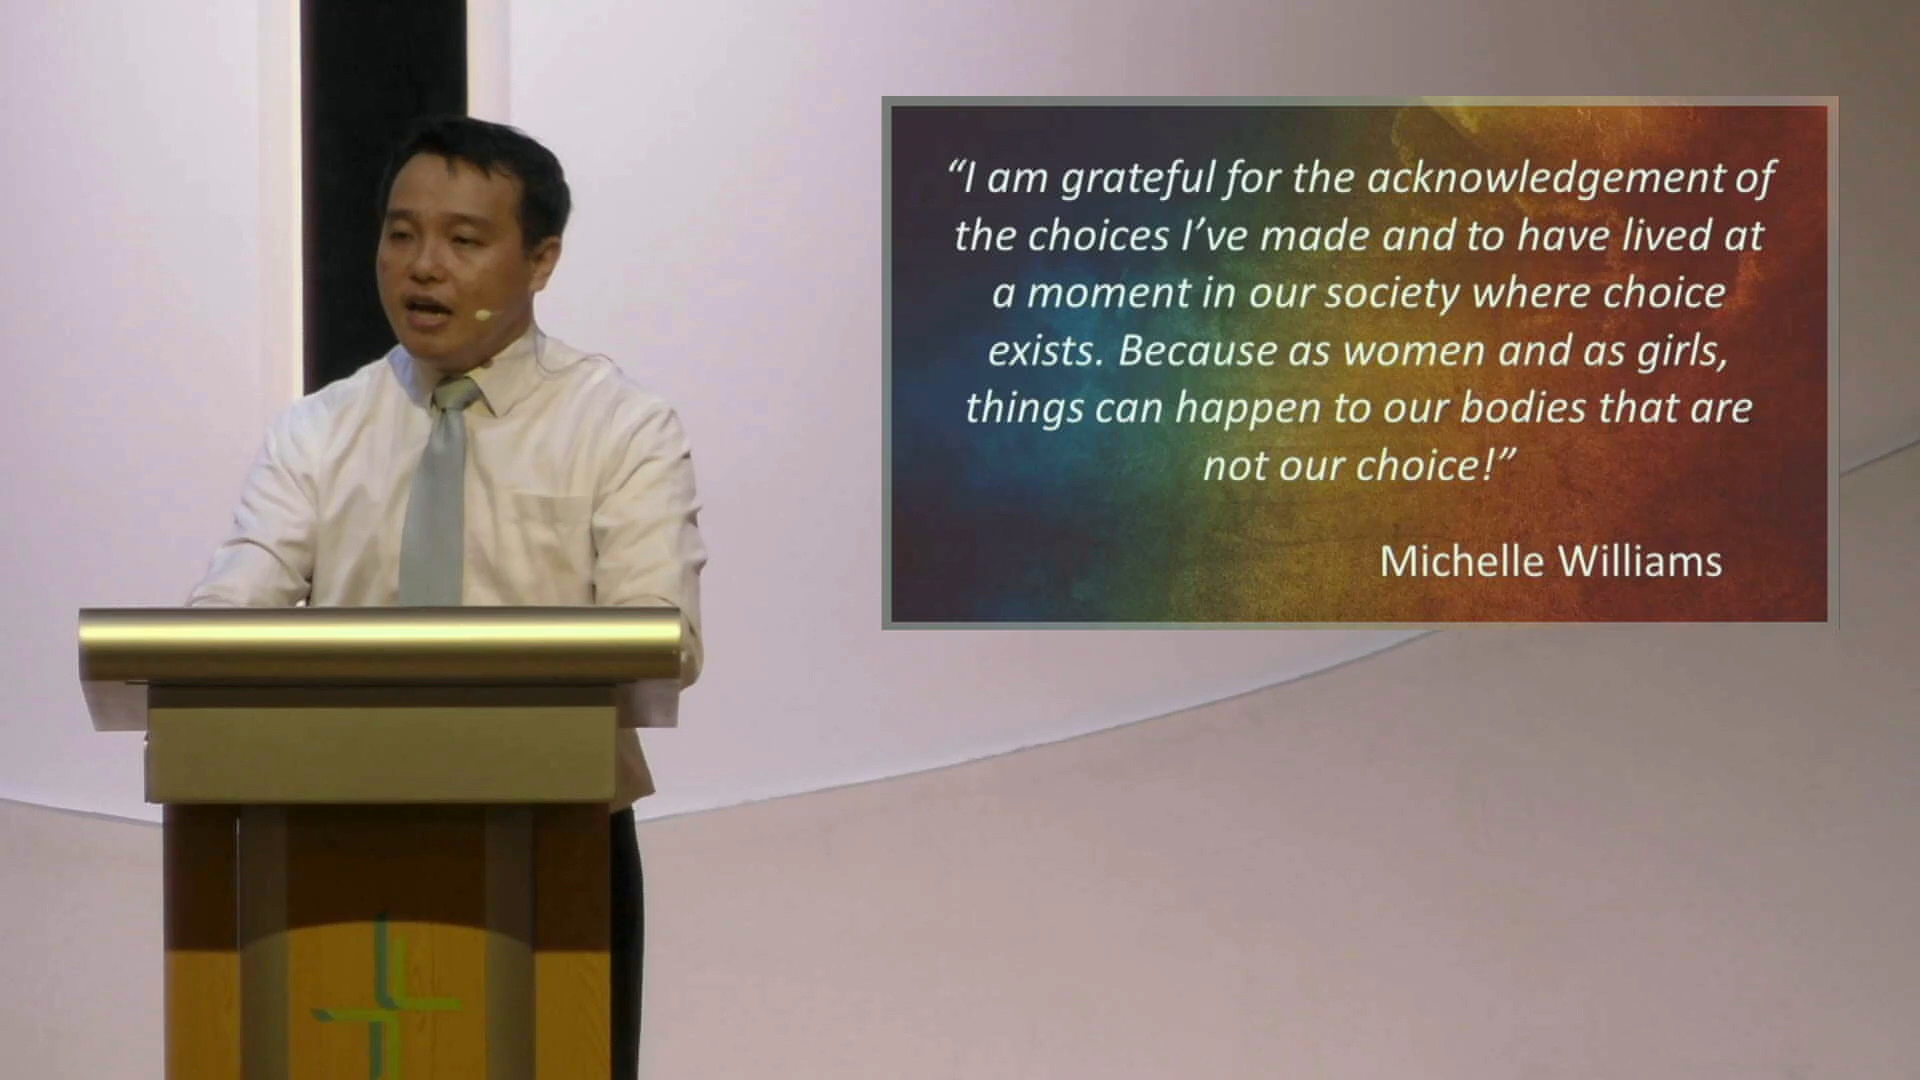 “I am grateful for the acknowledgement of
the choices I’ve made and to have lived at
a moment in our society where choice
exists. Because as women and as girls,
things can happen to our bodies that are
not our choice!”
Michelle Williams